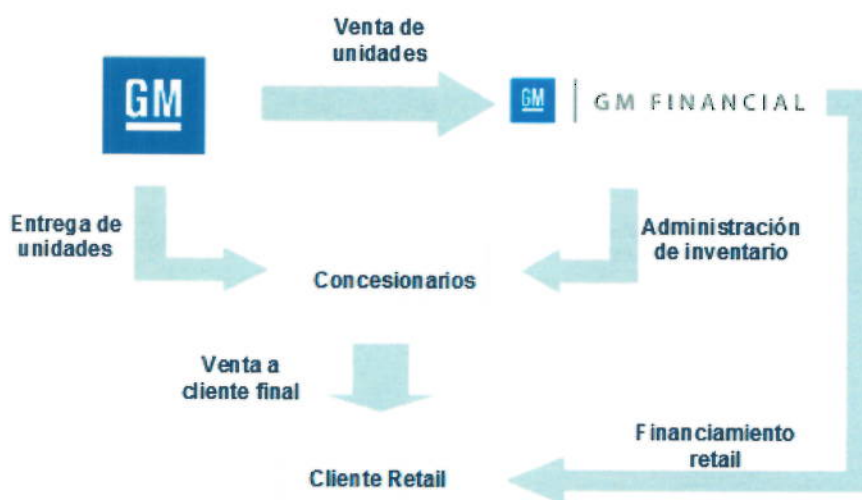 Venta de
unidades
GM
GM
GM FINANCIAL
Entrega de
unidades
Administración
de inventario
Concesionarios
Venta a
cliente final
Financiamiento
retail
Cliente Retail